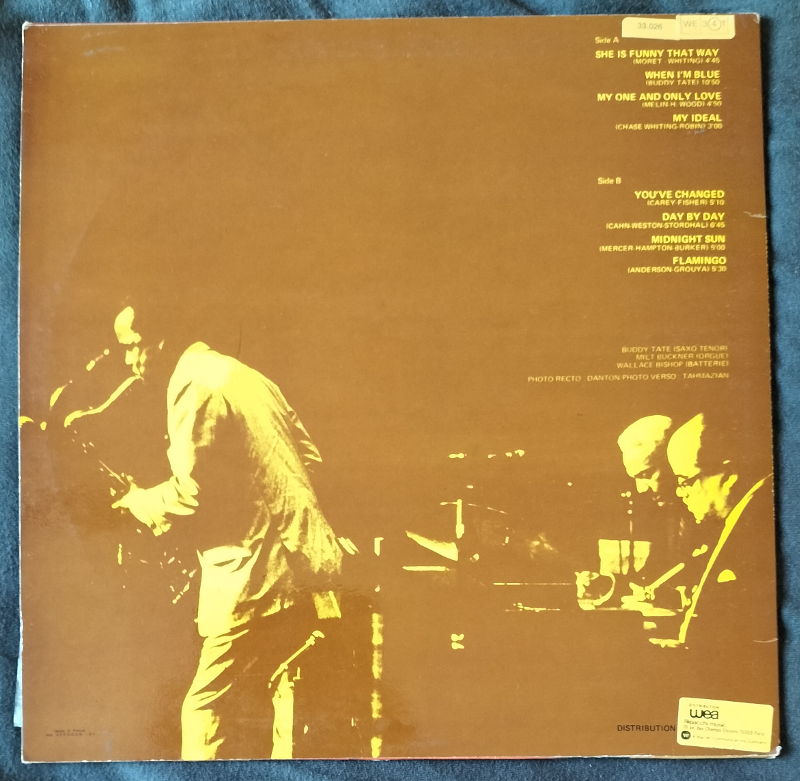 33.026
WE 341
Side A
SHE IS FUNNY THAT WAY
(MORET - WHITING) 4'45
WHEN I'M BLUE
(BUDDY TATE) 10'50
MY ONE AND ONLY LOVE
(MELIN-H. WOOD) 4'50
MY IDEAL
(CHASE WHITING-ROBIN) 3'00
Side B
YOU'VE CHANGED
(CAREY-FISHER) 5'10
DAY BY DAY
(CAHN-WESTON-STORDHAL) 6'45
MIDNIGHT SUN
(MERCER-HAMPTON-BURKER) 5'00
FLAMINGO
(ANDERSON-GROUYA) 5'30
BUDDY TATE (SAXO TENOR)
MILT BUCKNER (ORGUE)
WALLACE BISHOP (BATTERIE)
PHOTO RECTO : DANTON PHOTO VERSO : TAHMAZIAN
DISTRIBUTION
DISTRIBUTION
wea